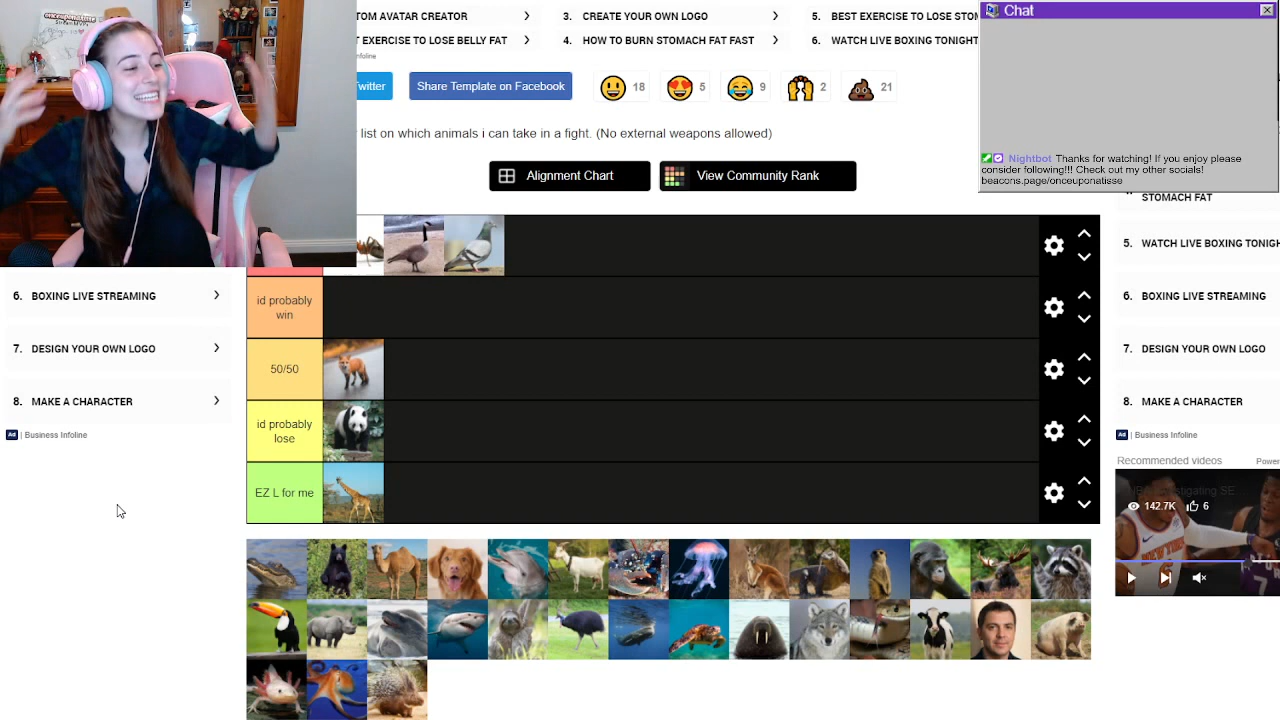 TOM AVATAR CREATOR
3. CREATE YOUR OWN LOGO
5. BEST EXERCISE TO LOSE STOM
T EXERCISE TO LOSE BELLY FAT
4. HOW TO BURN STOMACH FAT FAST
6. WATCH LIVE BOXING TONIGHT
nfoline
Twitter
Share Template on Facebook
18
5
9
2
21
list on which animals i can take in a fight. (No external weapons allowed)
Alignment Chart
View Community Rank
Chat
Nightbot Thanks for watching! If you enjoy please
consider following!!! Check out my other socials!
beacons.page/onceuponatisse
STOMACH FAT
5. WATCH LIVE BOXING TONIGH
6. BOXING LIVE STREAMING
7. DESIGN YOUR OWN LOGO
8. MAKE A CHARACTER
Ad | Business Infoline
id probably
win
50/50
id probably
lose
EZ L for me
6. BOXING LIVE STREAMING
7. DESIGN YOUR OWN LOGO
8. MAKE A CHARACTER
Ad | Business Infoline
Recommended videos
Power
142.7K
6
NEW YORK